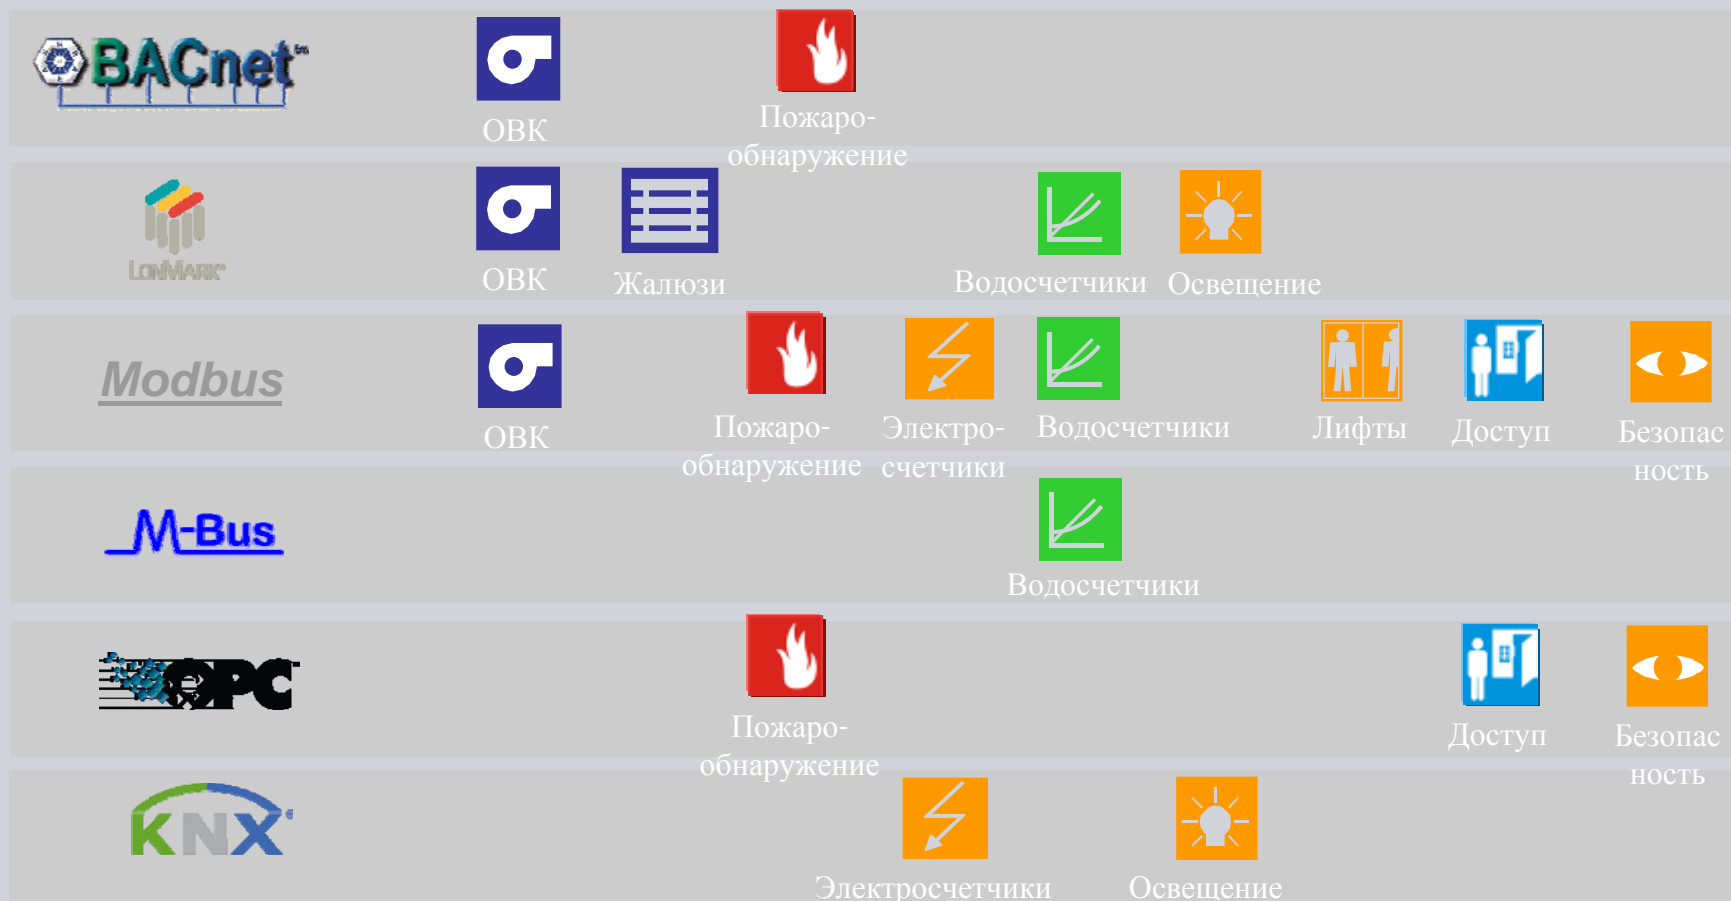 BACnet™
ОВК
Пожаро-
обнаружение
LONMARK®
ОВК
Жалюзи
Водосчетчики
Освещение
Modbus
ОВК
Пожаро-
обнаружение
Электро-
счетчики
Водосчетчики
Лифты
Доступ
Безопас
ность
M-Bus
Водосчетчики
OPC
Пожаро-
обнаружение
Доступ
Безопас
ность
KNX
Электросчетчики
Освещение